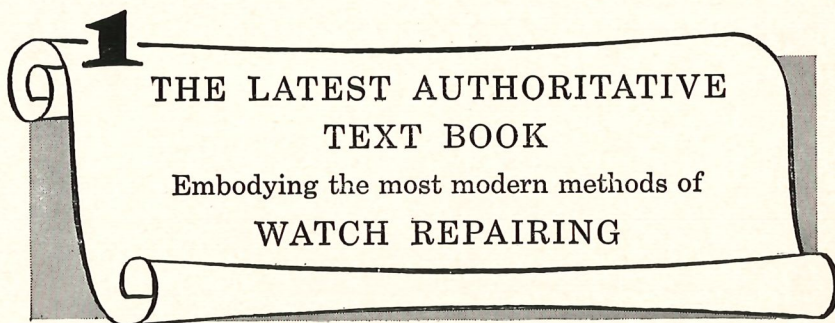 1
THE LATEST AUTHORITATIVE
TEXT BOOK
Embodying the most modern methods of
WATCH REPAIRING